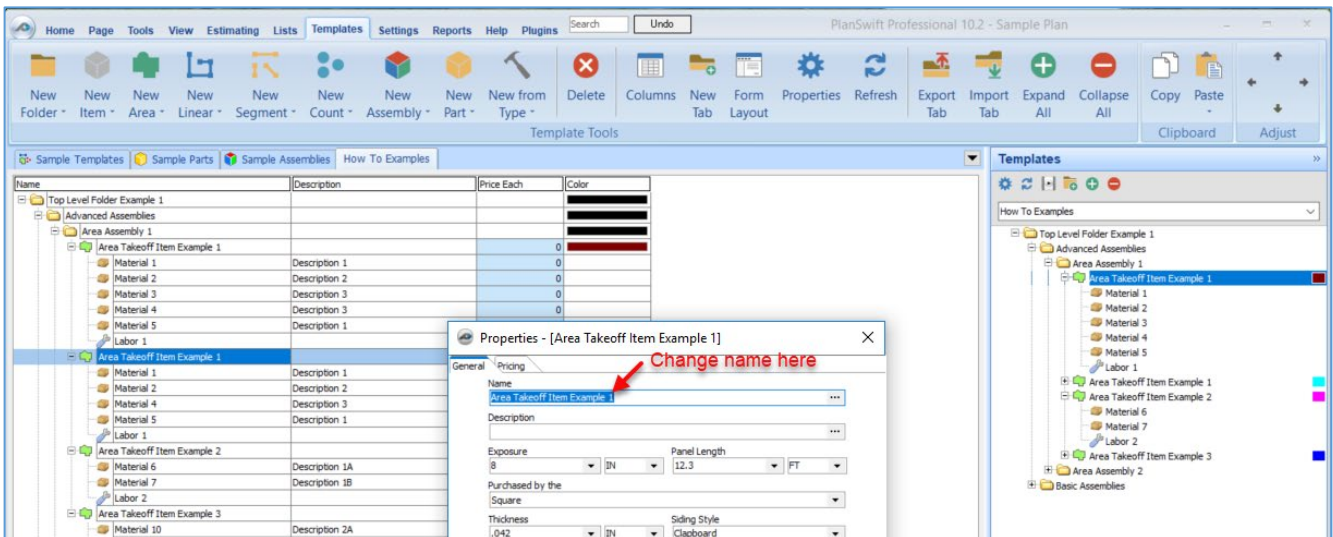 Home Page Tools View Estimating Lists Templates Settings Reports Help Plugins Search Undo PlanSwift Professional 10.2 - Sample Plan
New Folder New Item New Area New Linear New Segment New Count New Assembly New Part New from Type Delete Columns New Tab Form Layout Properties Refresh Export Tab Import Tab Expand All Collapse All Copy Paste
Template Tools Clipboard Adjust
Sample Templates Sample Parts Sample Assemblies How To Examples
Name Description Price Each Color
Top Level Folder Example 1
Advanced Assemblies
Area Assembly 1
Area Takeoff Item Example 1 0
Material 1 Description 1 0
Material 2 Description 2 0
Material 3 Description 3 0
Material 4 Description 3 0
Material 5 Description 1
Labor 1
Area Takeoff Item Example 1
Material 1 Description 1
Material 2 Description 2
Material 4 Description 3
Material 5 Description 1
Labor 1
Area Takeoff Item Example 2
Material 6 Description 1A
Material 7 Description 1B
Labor 2
Area Takeoff Item Example 3
Material 10 Description 2A
Properties - [Area Takeoff Item Example 1]
General Pricing
Change name here
Name
Area Takeoff Item Example 1
Description
Exposure Panel Length
8 IN 12.3 FT
Purchased by the
Square
Thickness Siding Style
.042 IN Clapboard
Templates
How To Examples
Top Level Folder Example 1
Advanced Assemblies
Area Assembly 1
Area Takeoff Item Example 1
Material 1
Material 2
Material 3
Material 4
Material 5
Labor 1
Area Takeoff Item Example 1
Area Takeoff Item Example 2
Material 6
Material 7
Labor 2
Area Takeoff Item Example 3
Area Assembly 2
Basic Assemblies